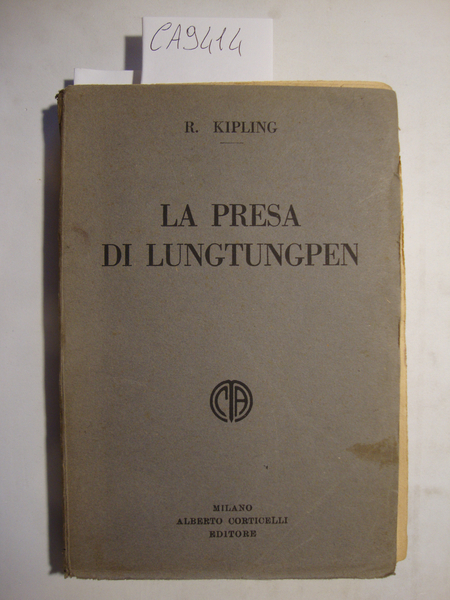 CA9414
R. KIPLING
LA PRESA
DI LUNGTUNGPEN
CA
MILANO
ALBERTO CORTICELLI
EDITORE